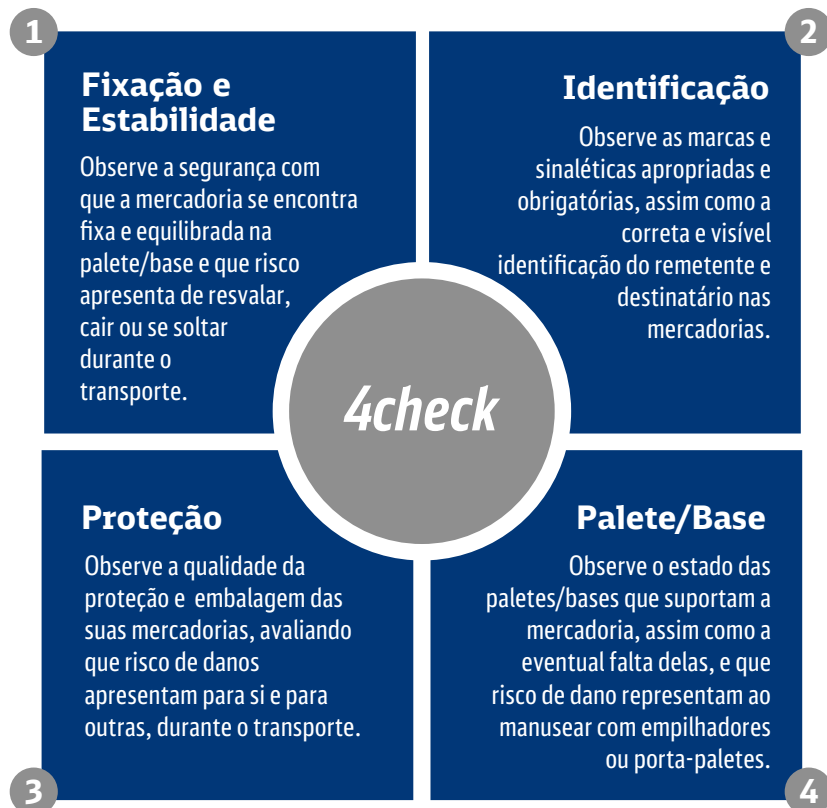 1
Fixação e
Estabilidade
Observe a segurança com
que a mercadoria se encontra
fixa e equilibrada na
palete/base e que risco
apresenta de resvalar,
cair ou se soltar
durante o
transporte.
2
Identificação
Observe as marcas e
sinaléticas apropriadas e
obrigatórias, assim como a
correta e visível
identificação do remetente e
destinatário nas
mercadorias.
4check
3
Proteção
Observe a qualidade da
proteção e embalagem das
suas mercadorias, avaliando
que risco de danos
apresentam para si e para
outras, durante o transporte.
4
Palete/Base
Observe o estado das
paletes/bases que suportam a
mercadoria, assim como a
eventual falta delas, e que
risco de dano representam ao
manusear com empilhadores
ou porta-paletes.